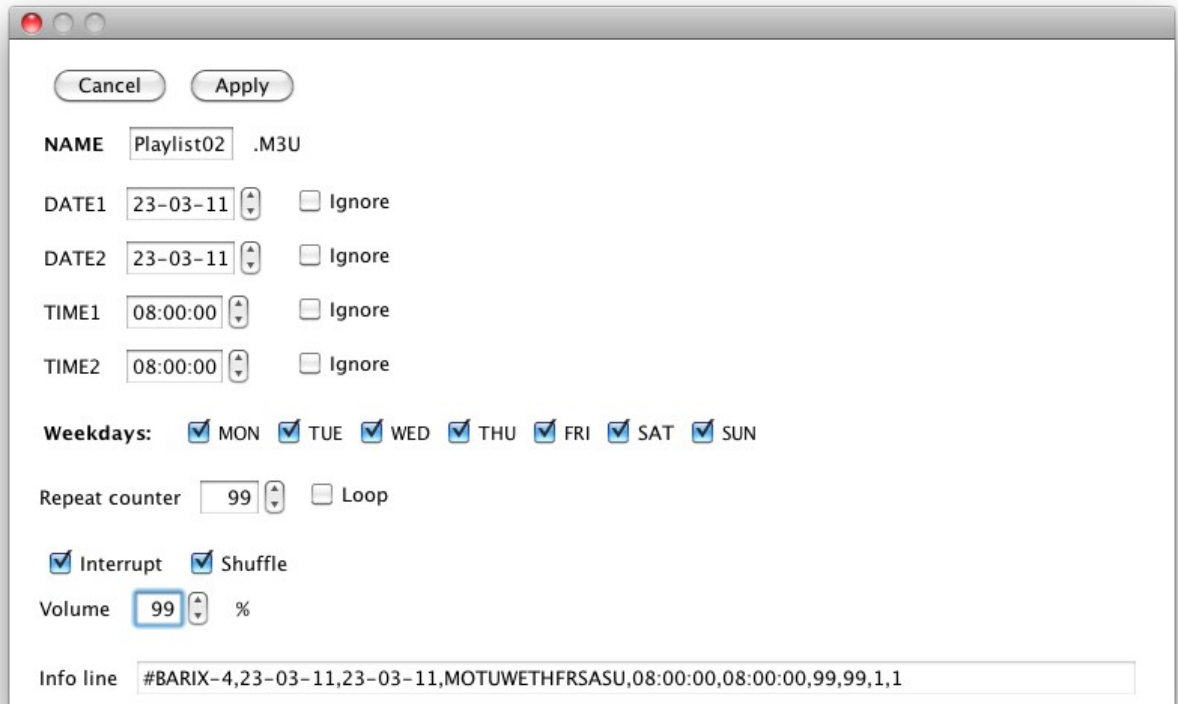 Cancel Apply
NAME Playlist02 .M3U
DATE1 23-03-11 Ignore
DATE2 23-03-11 Ignore
TIME1 08:00:00 Ignore
TIME2 08:00:00 Ignore
Weekdays: MON TUE WED THU FRI SAT SUN
Repeat counter 99 Loop
Interrupt Shuffle
Volume 99 %
Info line #BARIX-4,23-03-11,23-03-11,MOTUWETHFRSASU,08:00:00,08:00:00,99,99,1,1